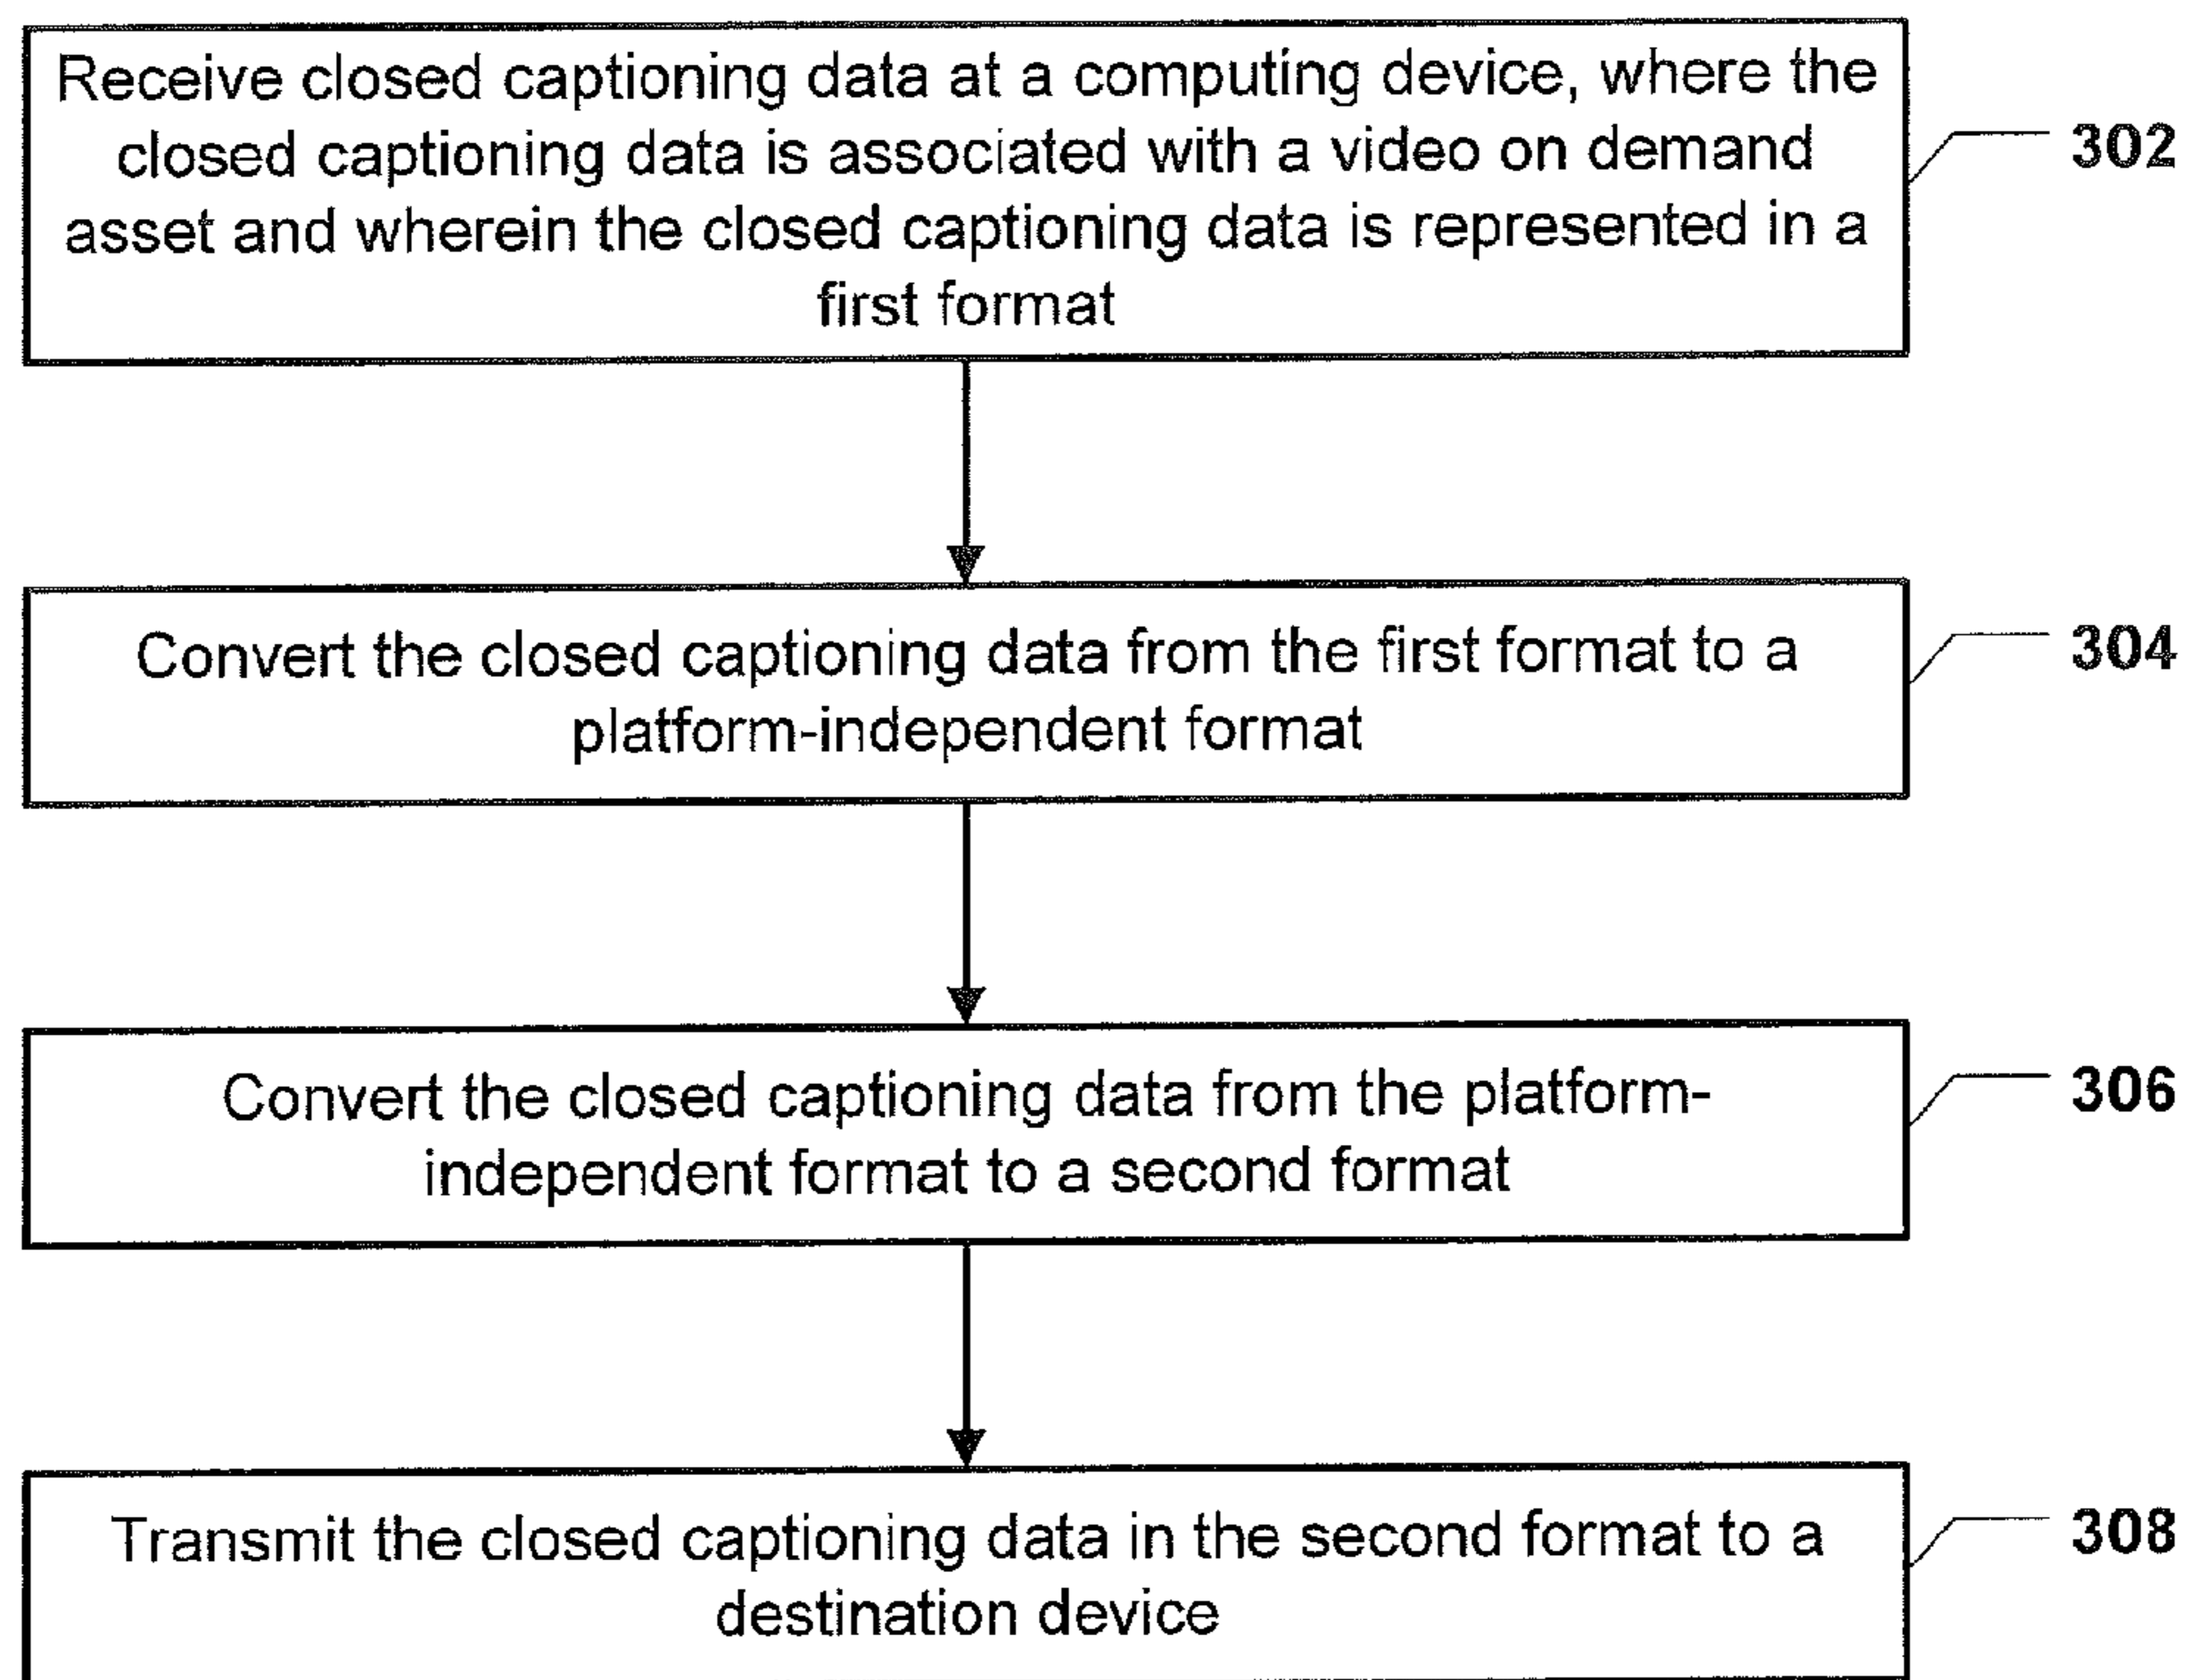 Receive closed captioning data at a computing device, where the
closed captioning data is associated with a video on demand
asset and wherein the closed captioning data is represented in a
first format
302
Convert the closed captioning data from the first format to a
platform-independent format
304
Convert the closed captioning data from the platform-
independent format to a second format
306
Transmit the closed captioning data in the second format to a
destination device
308